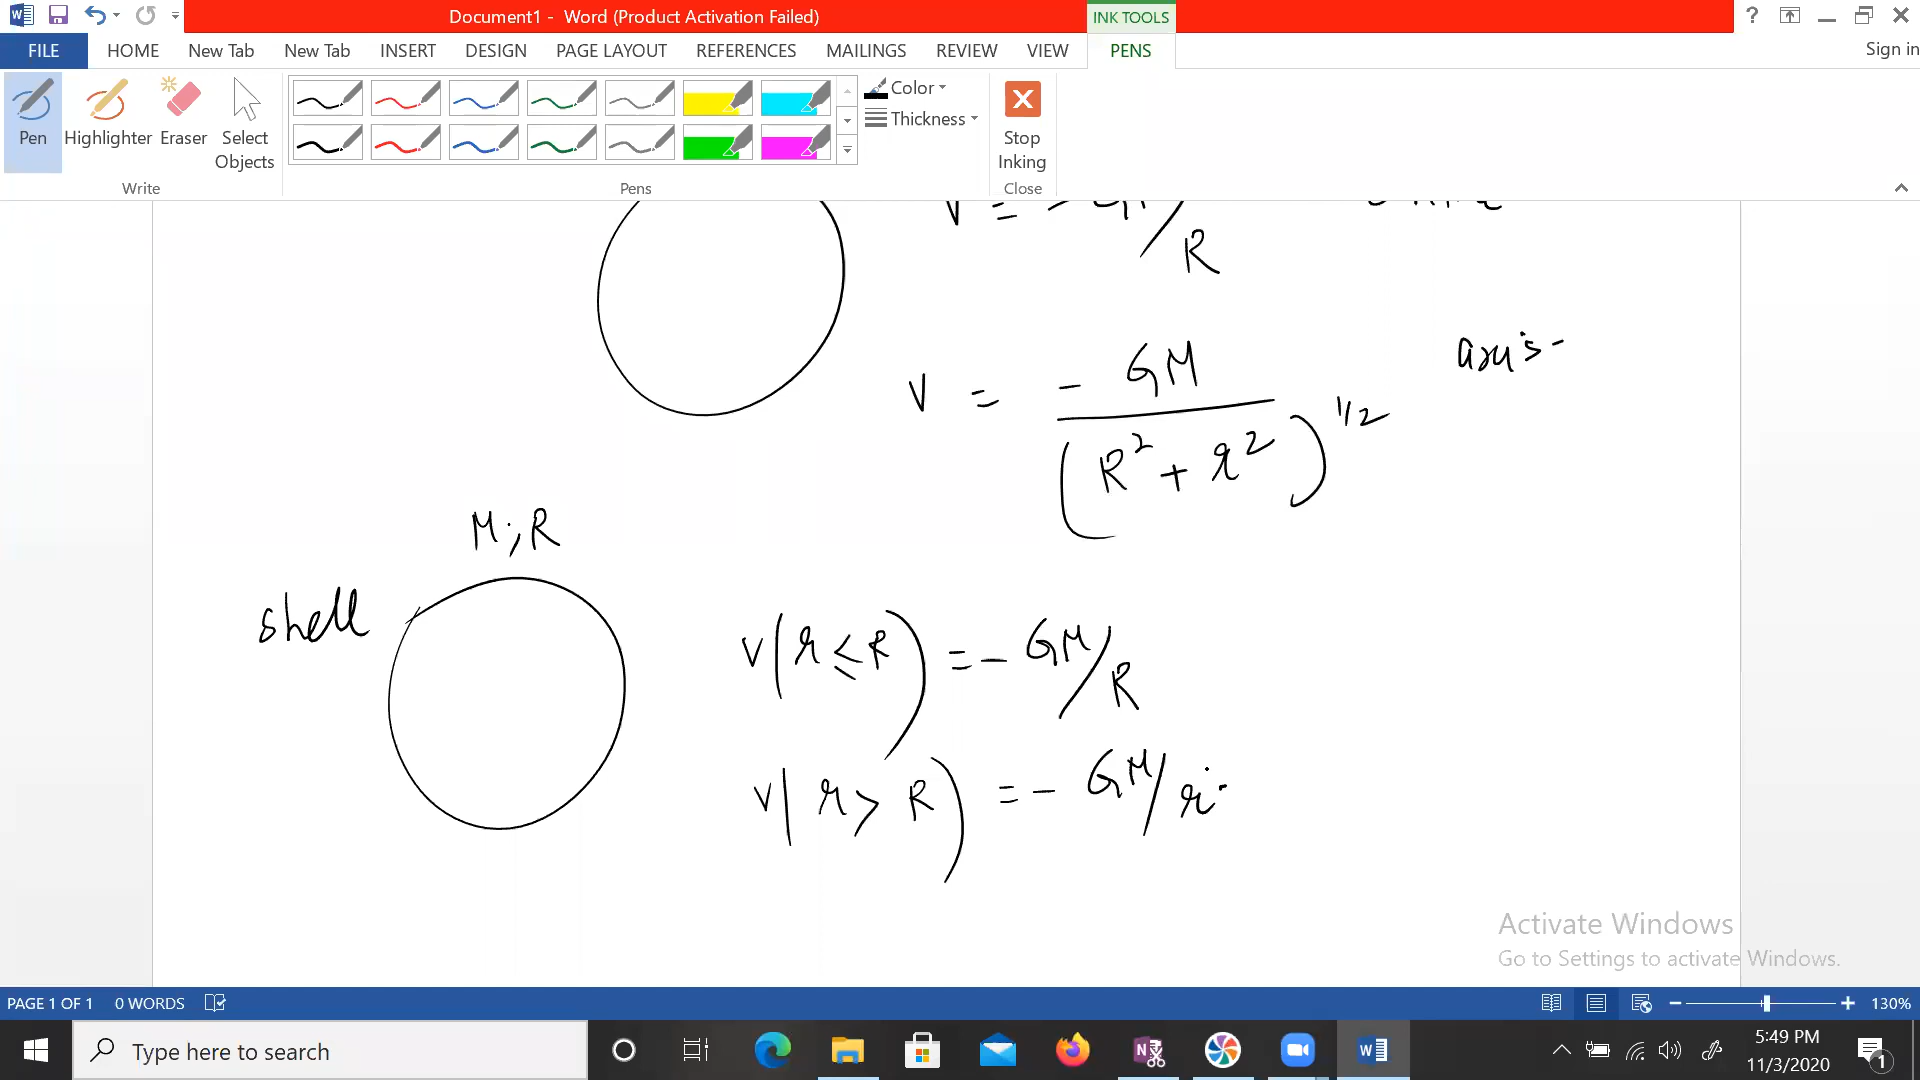 Document1 - Word (Product Activation Failed)
INK TOOLS
FILE HOME New Tab New Tab INSERT DESIGN PAGE LAYOUT REFERENCES MAILINGS REVIEW VIEW PENS
Sign in
Pen Highlighter Eraser Select Objects
Color
Thickness
Stop Inking
Write Pens Close
V = - GM/R
V = - GM / (R² + r²)^1/2
axis -
M; R
shell
V(r ≤ R) = - GM/R
V(r > R) = - GM/r
Activate Windows
Go to Settings to activate Windows.
PAGE 1 OF 1 0 WORDS
130%
Type here to search
5:49 PM
11/3/2020
1